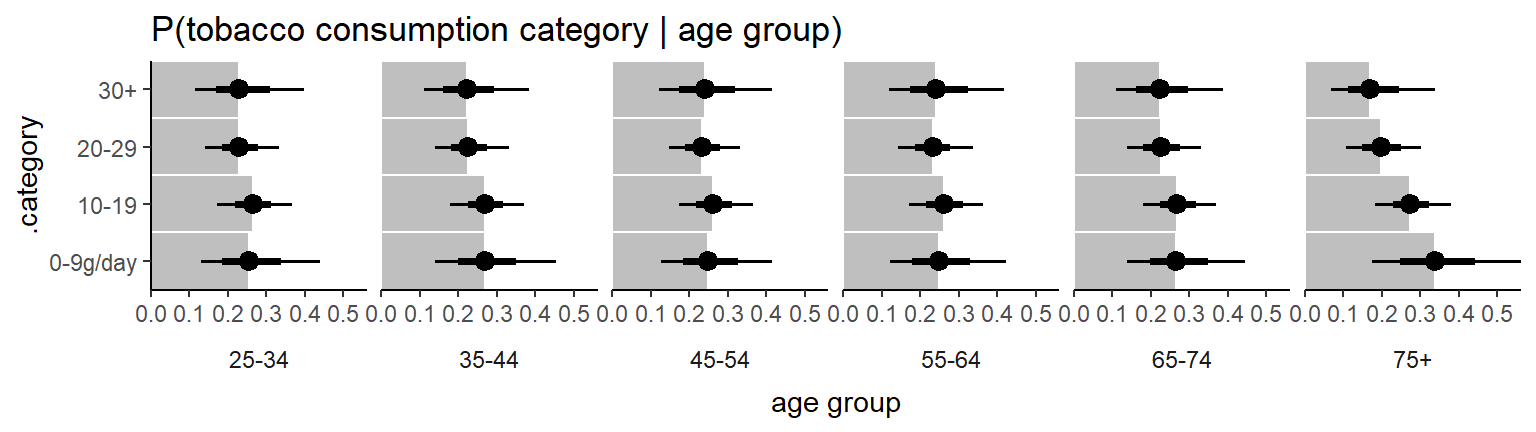 P(tobacco consumption category | age group)
.category
30+
20-29
10-19
0-9g/day
0.0 0.1 0.2 0.3 0.4 0.5 0.0 0.1 0.2 0.3 0.4 0.5 0.0 0.1 0.2 0.3 0.4 0.5 0.0 0.1 0.2 0.3 0.4 0.5 0.0 0.1 0.2 0.3 0.4 0.5 0.0 0.1 0.2 0.3 0.4 0.5
25-34 35-44 45-54 55-64 65-74 75+
age group